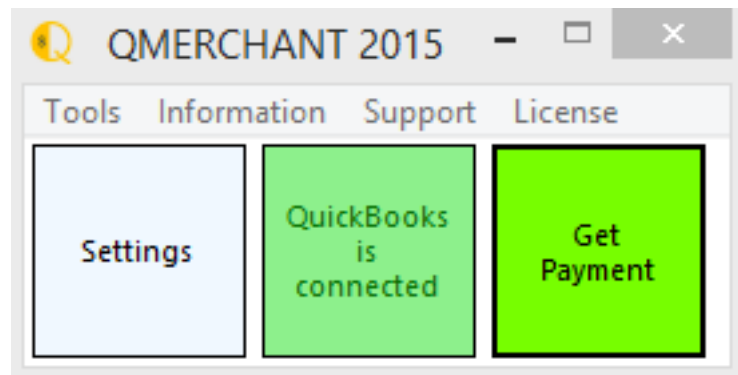 QMERCHANT 2015
Tools Information Support License
Settings
QuickBooks
is
connected
Get
Payment